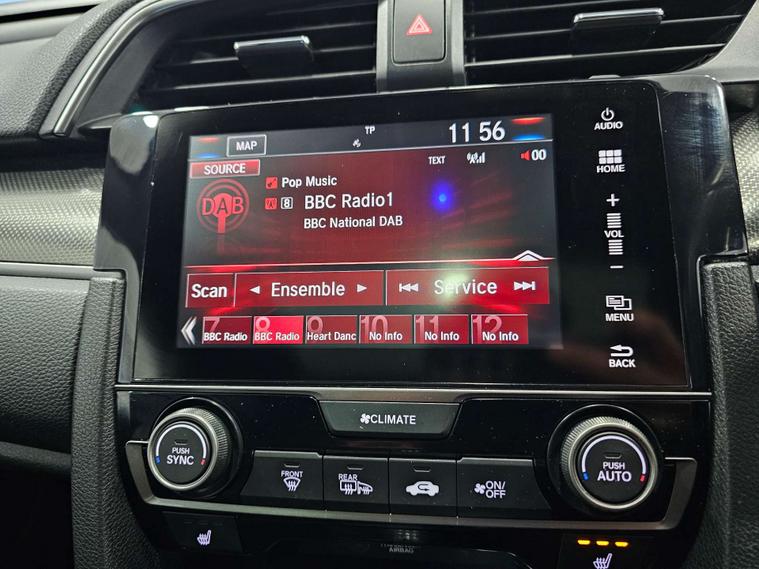 AUDIO
TP
MAP
11 56
TEXT
00
SOURCE
HOME
Pop Music
DAB
8 BBC Radio1
BBC National DAB
+
VOL
-
Scan
Ensemble
Service
MENU
7 8 9 10 11 12
BBC Radio BBC Radio Heart Danc No Info No Info No Info
BACK
CLIMATE
PUSH
SYNC
FRONT
REAR
ON/
OFF
PUSH
AUTO
AIRBAG